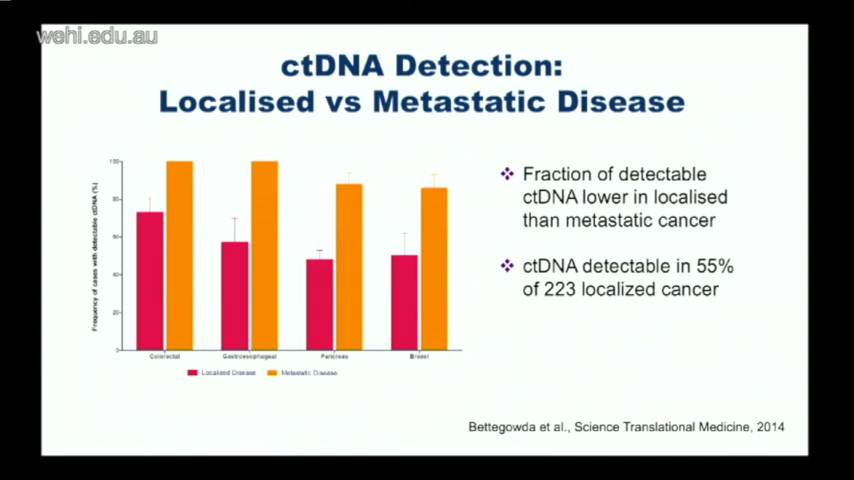 wehi.edu.au
ctDNA Detection:
Localised vs Metastatic Disease
Frequency of cases with detectable ctDNA (%)
100
80
60
40
20
0
Colorectal
Gastroesophageal
Pancreas
Breast
Localized Disease
Metastatic Disease
Fraction of detectable
ctDNA lower in localised
than metastatic cancer
ctDNA detectable in 55%
of 223 localized cancer
Bettegowda et al., Science Translational Medicine, 2014